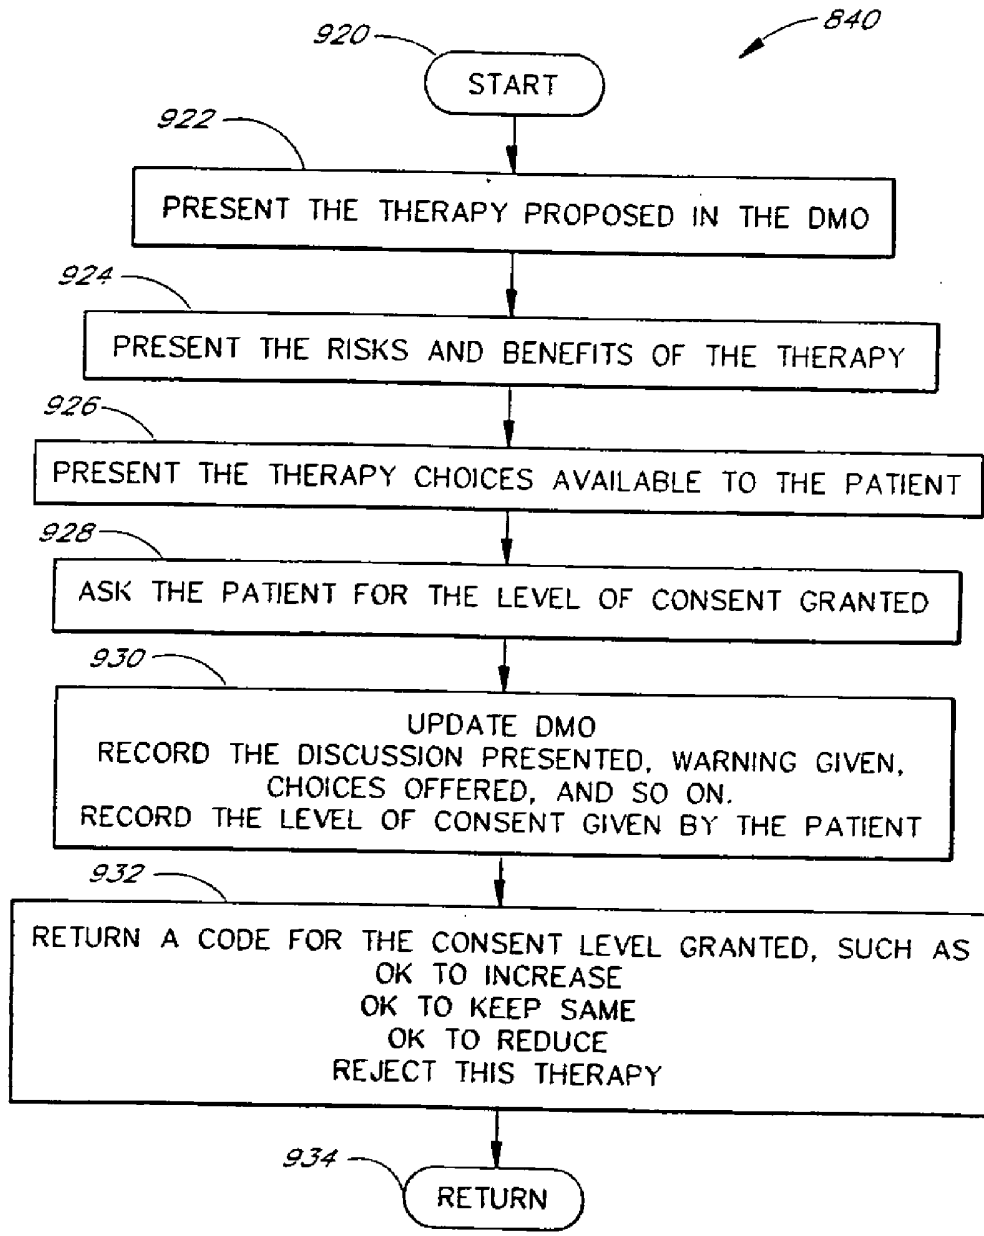 920
840
START
922
PRESENT THE THERAPY PROPOSED IN THE DMO
924
PRESENT THE RISKS AND BENEFITS OF THE THERAPY
926
PRESENT THE THERAPY CHOICES AVAILABLE TO THE PATIENT
928
ASK THE PATIENT FOR THE LEVEL OF CONSENT GRANTED
930
UPDATE DMO
RECORD THE DISCUSSION PRESENTED, WARNING GIVEN,
CHOICES OFFERED, AND SO ON.
RECORD THE LEVEL OF CONSENT GIVEN BY THE PATIENT
932
RETURN A CODE FOR THE CONSENT LEVEL GRANTED, SUCH AS
OK TO INCREASE
OK TO KEEP SAME
OK TO REDUCE
REJECT THIS THERAPY
934
RETURN